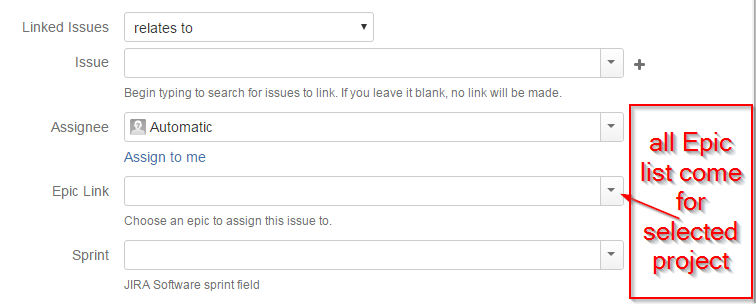 Linked Issues relates to
Issue
Begin typing to search for issues to link. If you leave it blank, no link will be made.
Assignee Automatic
Assign to me
Epic Link
Choose an epic to assign this issue to.
Sprint
JIRA Software sprint field
all Epic
list come
for
selected
project